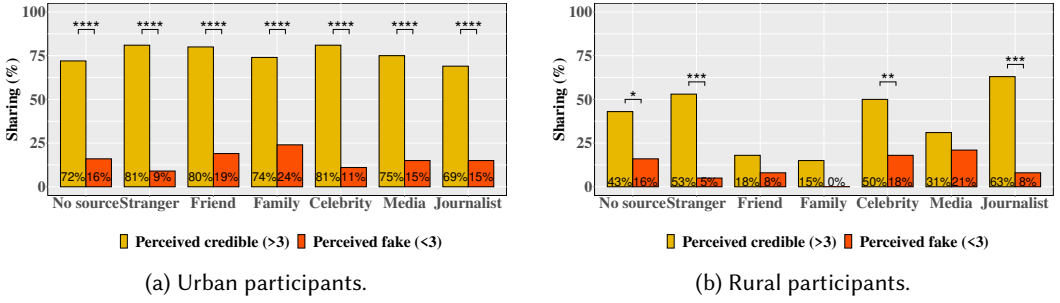 100
75
50
25
0
Sharing (%)
**** **** **** **** **** **** ****
72% 16% 81% 9% 80% 19% 74% 24% 81% 11% 75% 15% 69% 15%
No source Stranger Friend Family Celebrity Media Journalist
Perceived credible (>3) Perceived fake (<3)
(a) Urban participants.
100
75
50
25
0
Sharing (%)
* *** ** ***
43% 16% 53% 5% 18% 8% 15% 0% 50% 18% 31% 21% 63% 8%
No source Stranger Friend Family Celebrity Media Journalist
Perceived credible (>3) Perceived fake (<3)
(b) Rural participants.